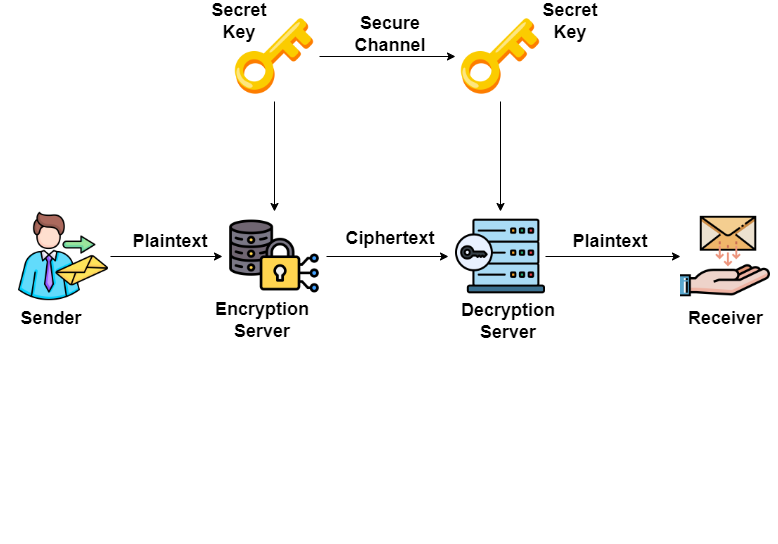 Secret
Key
Secure
Channel
Secret
Key
Plaintext
Ciphertext
Plaintext
Sender
Encryption
Server
Decryption
Server
Receiver